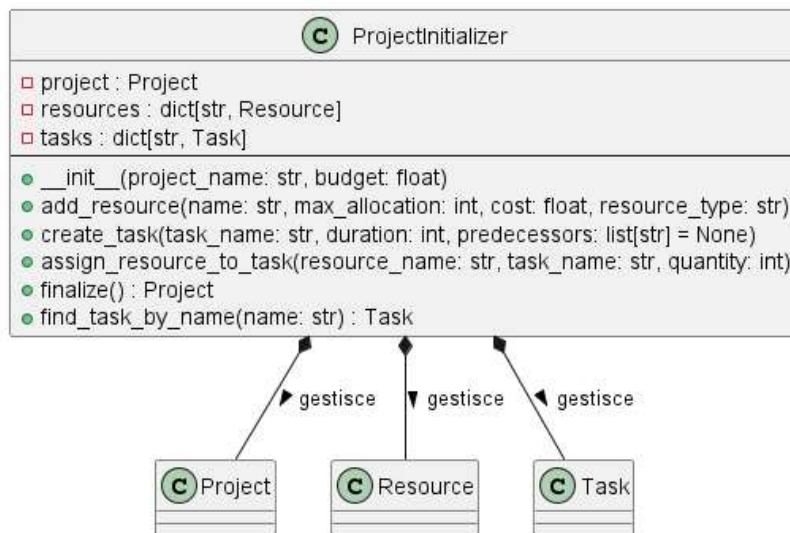 C ProjectInitializer
project : Project
resources : dict[str, Resource]
tasks : dict[str, Task]
__init__(project_name: str, budget: float)
add_resource(name: str, max_allocation: int, cost: float, resource_type: str)
create_task(task_name: str, duration: int, predecessors: list[str] = None)
assign_resource_to_task(resource_name: str, task_name: str, quantity: int)
finalize() : Project
find_task_by_name(name: str) : Task
gestisce gestisce gestisce
C Project C Resource C Task